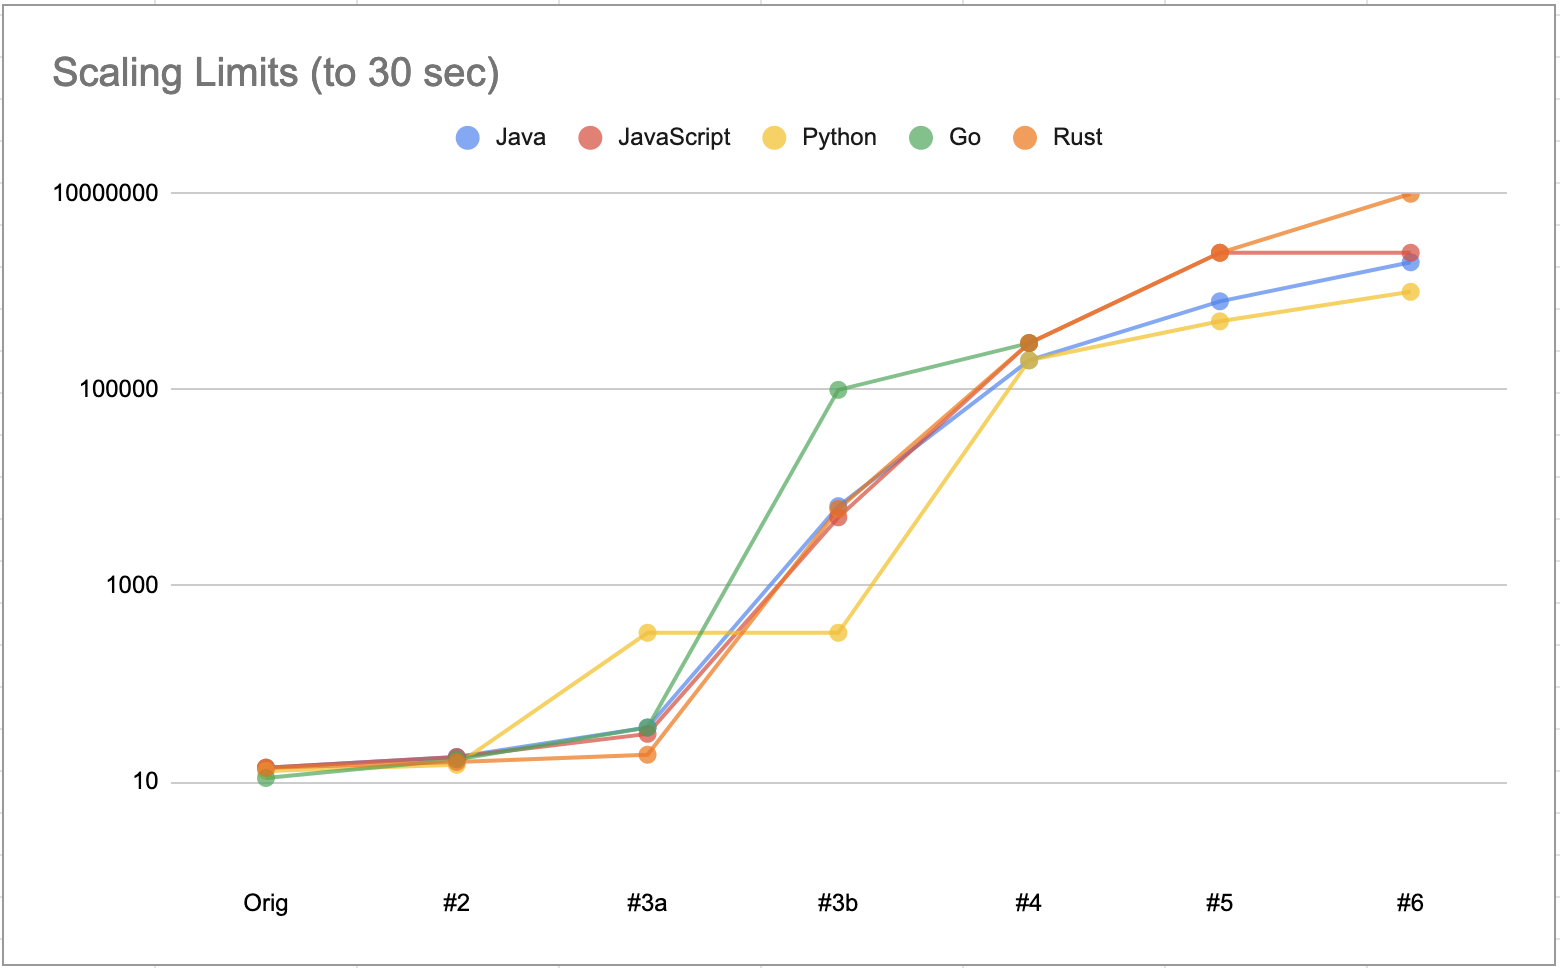 Scaling Limits (to 30 sec)
Java JavaScript Python Go Rust
10000000
100000
1000
10
Orig #2 #3a #3b #4 #5 #6